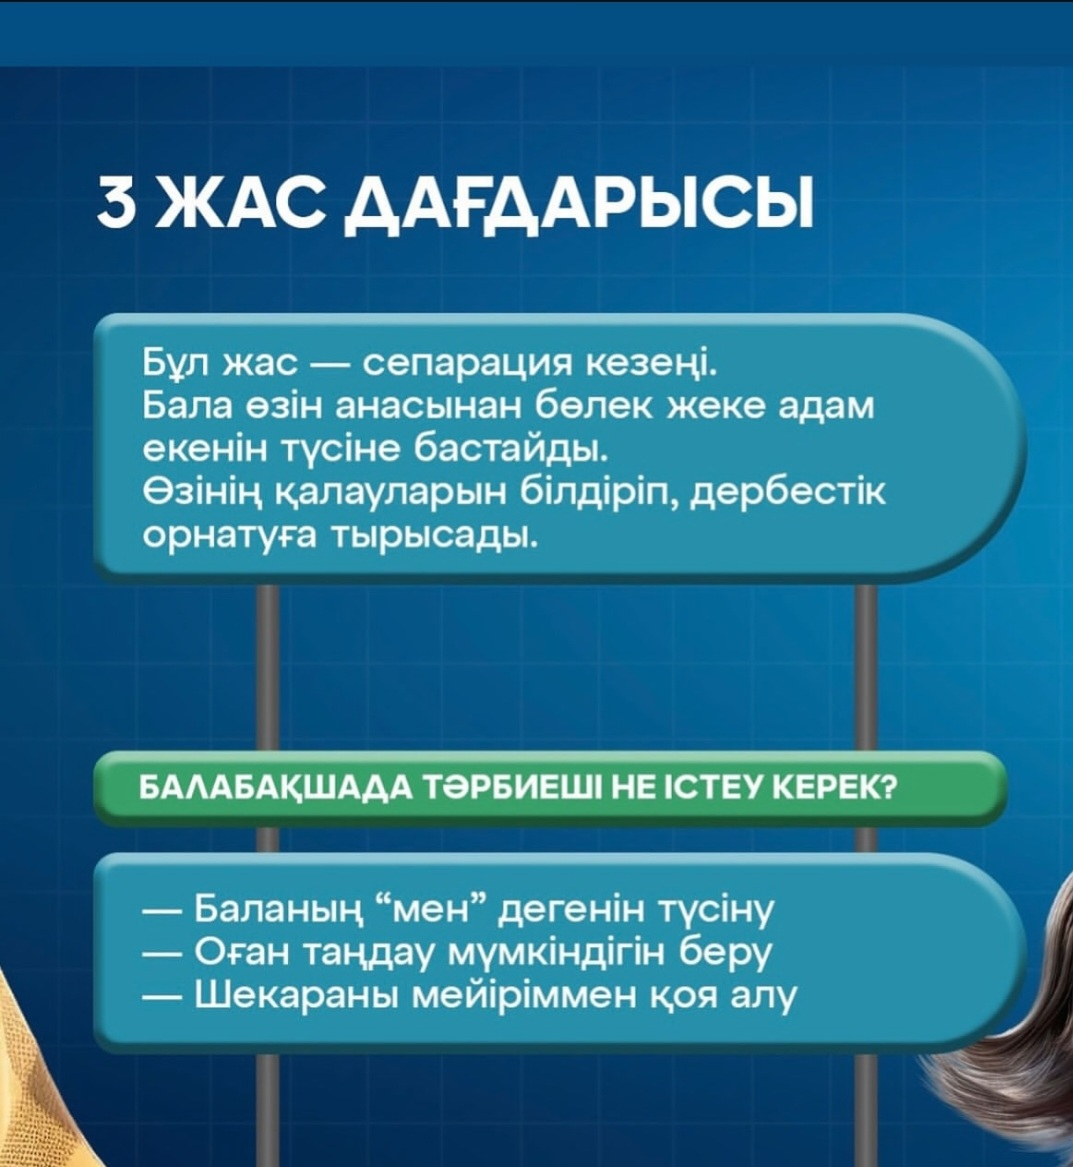 3 ЖАС ДАҒДАРЫСЫ
Бұл жас — сепарация кезеңі.
Бала өзін анасынан бөлек жеке адам
екенін түсіне бастайды.
Өзінің қалауларын білдіріп, дербестік
орнатуға тырысады.
БАЛАБАҚШАДА ТӘРБИЕШІ НЕ ІСТЕУ КЕРЕК?
— Баланың “мен” дегенін түсіну
— Оған таңдау мүмкіндігін беру
— Шекараны мейіріммен қоя алу